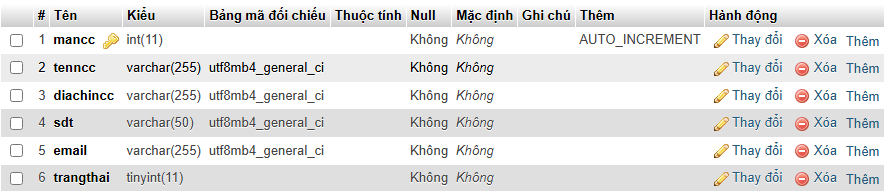 # Tên Kiểu Bảng mã đối chiếu Thuộc tính Null Mặc định Ghi chú Thêm Hành động
1 mancc int(11) Không Không AUTO_INCREMENT Thay đổi Xóa Thêm
2 tenncc varchar(255) utf8mb4_general_ci Không Không Thay đổi Xóa Thêm
3 diachincc varchar(255) utf8mb4_general_ci Không Không Thay đổi Xóa Thêm
4 sdt varchar(50) utf8mb4_general_ci Không Không Thay đổi Xóa Thêm
5 email varchar(255) utf8mb4_general_ci Không Không Thay đổi Xóa Thêm
6 trangthai tinyint(11) Không Không Thay đổi Xóa Thêm